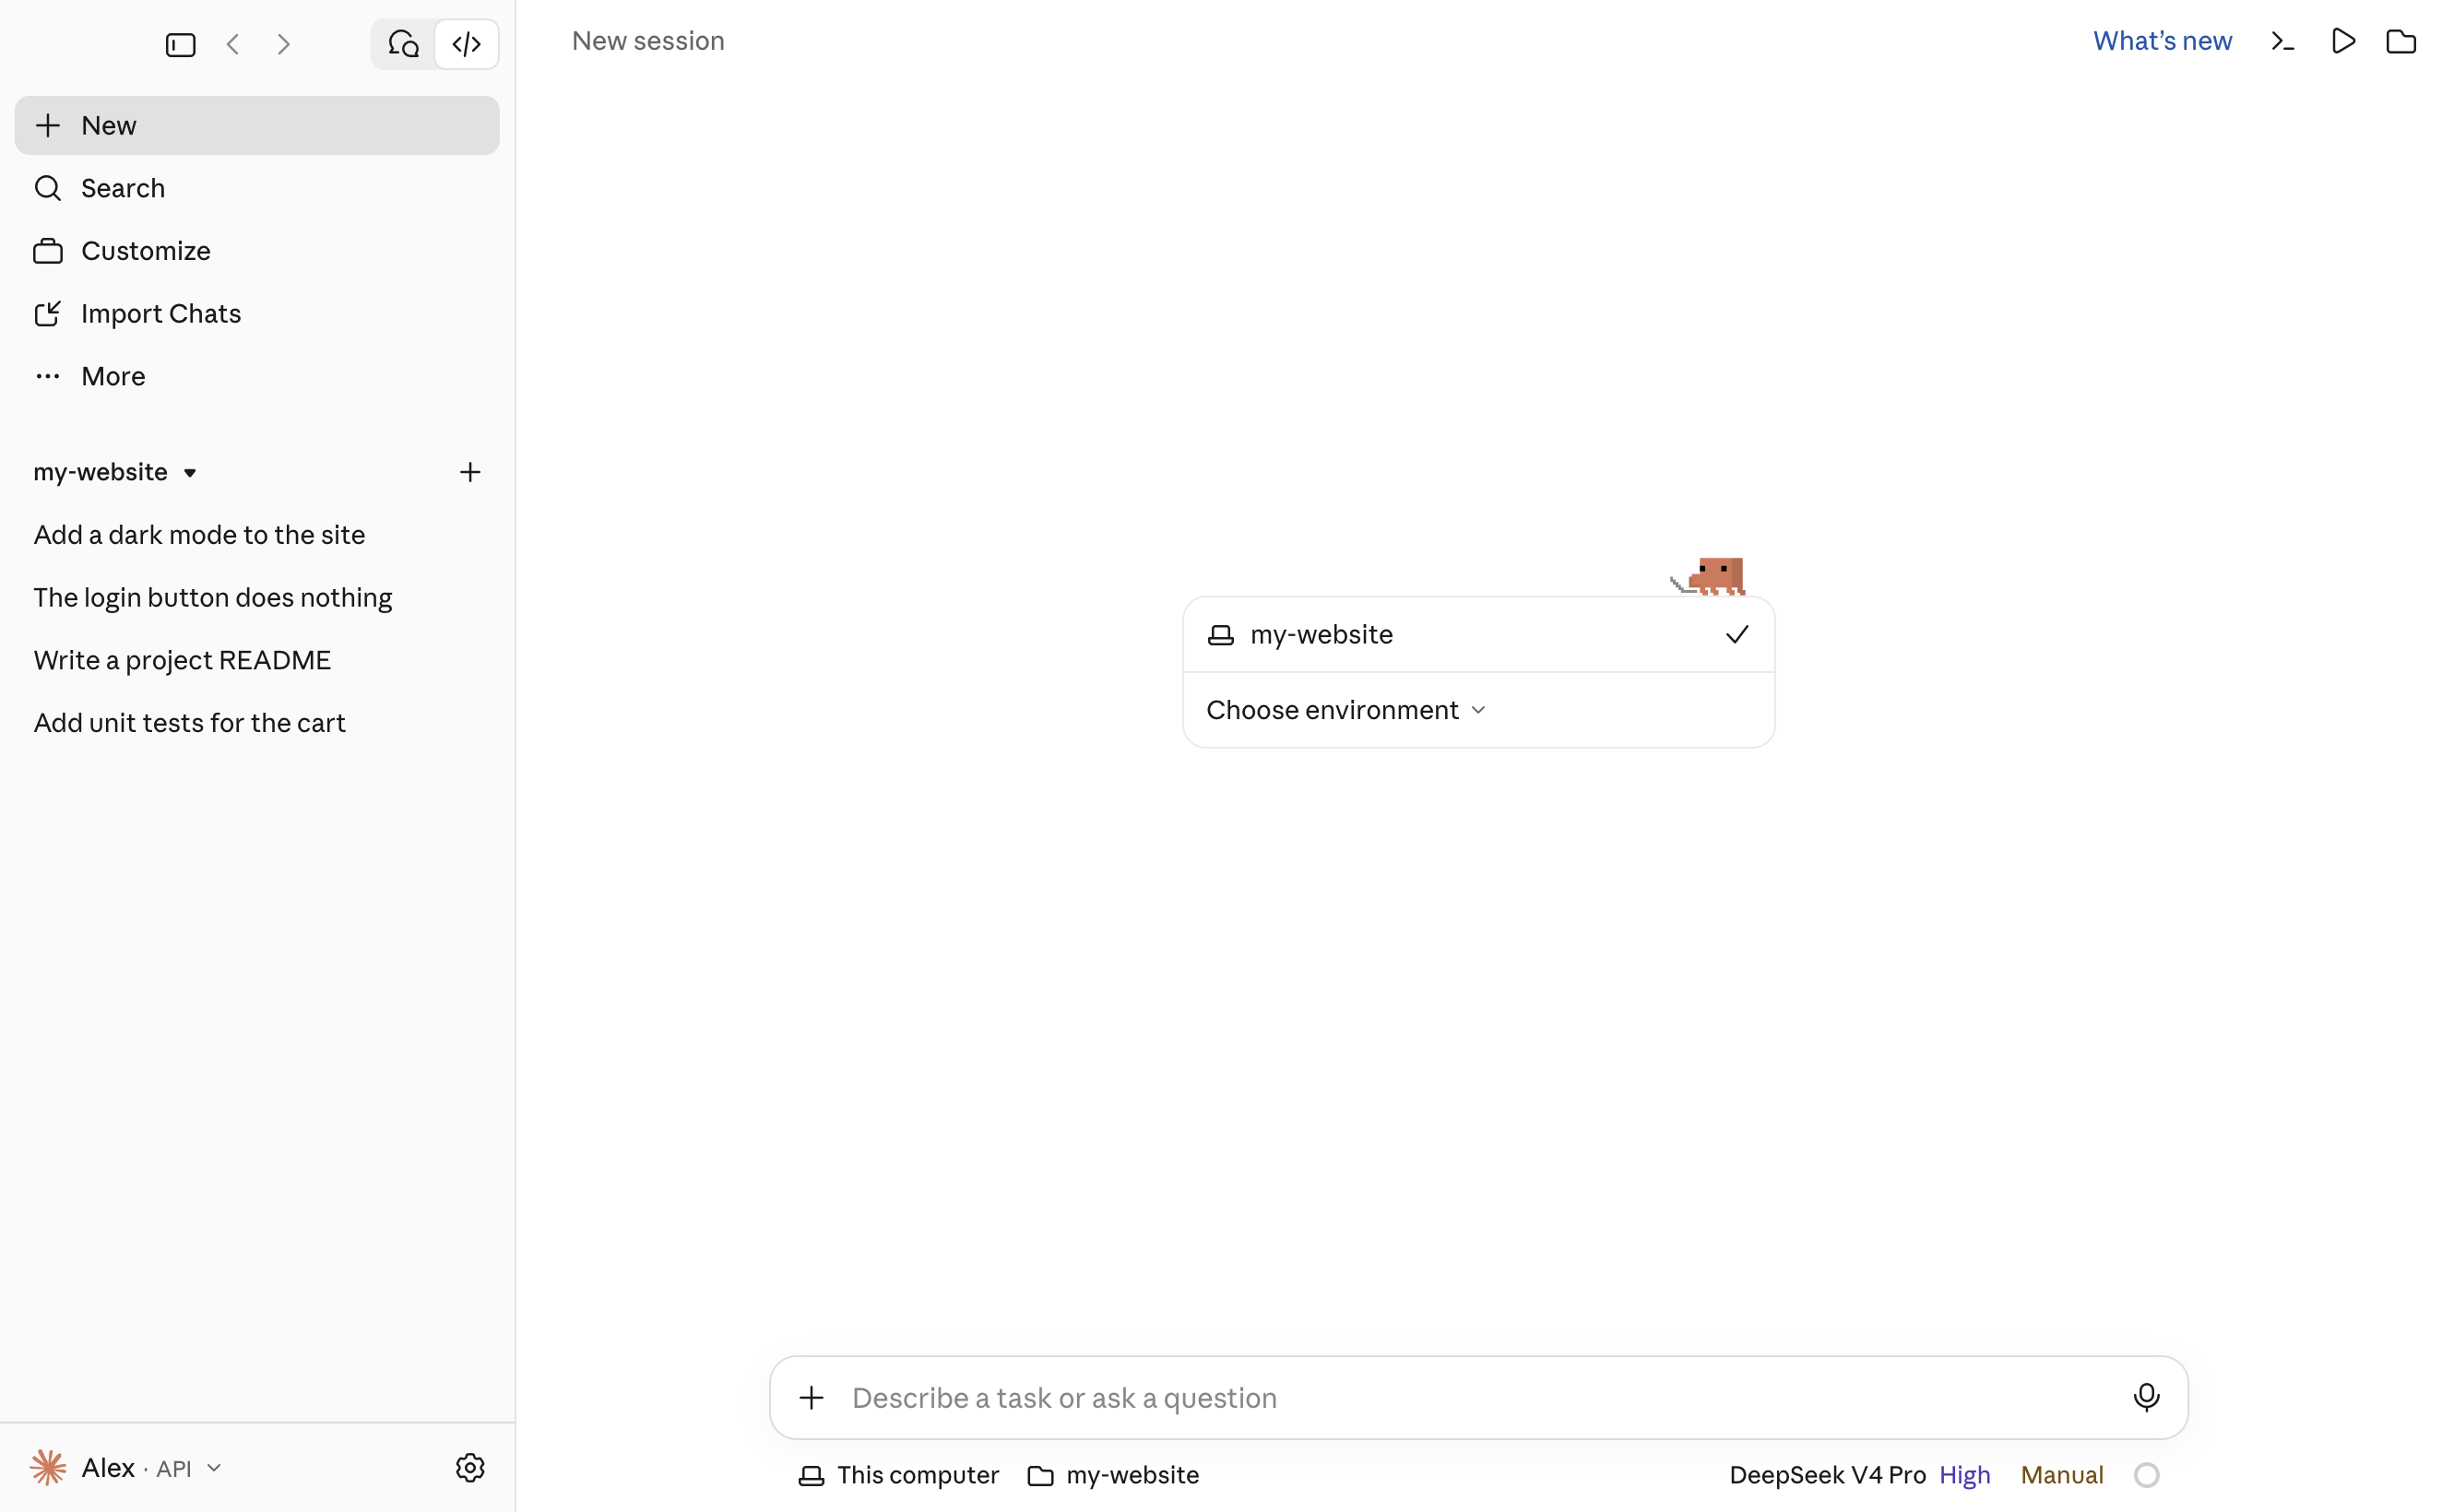 New session
What’s new
New
Search
Customize
Import Chats
More
my-website
Add a dark mode to the site
The login button does nothing
Write a project README
Add unit tests for the cart
my-website
Choose environment
Describe a task or ask a question
Alex · API
This computer my-website
DeepSeek V4 Pro High Manual